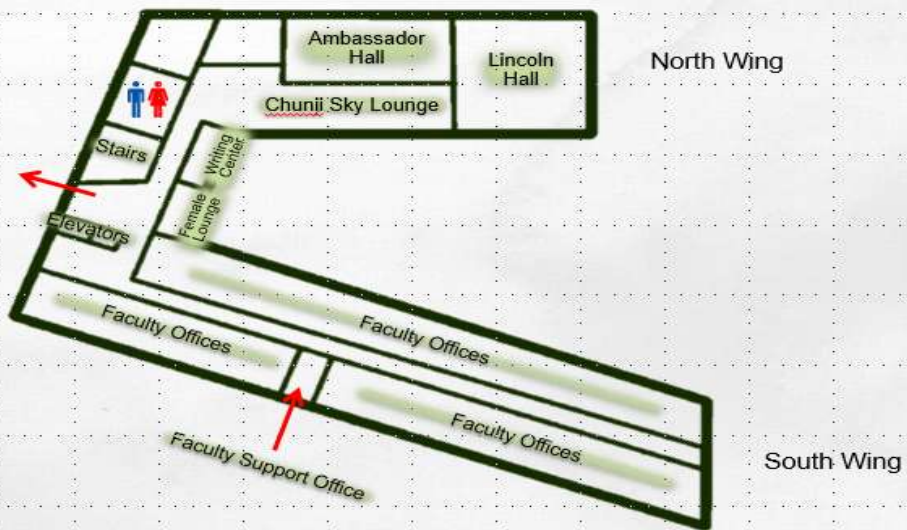 Ambassador
Hall
Lincoln
Hall
North Wing
Chunii Sky Lounge
Stairs
Writing
Center
Female
Lounge
Elevators
Faculty Offices
Faculty Offices
Faculty Offices
Faculty Support Office
South Wing